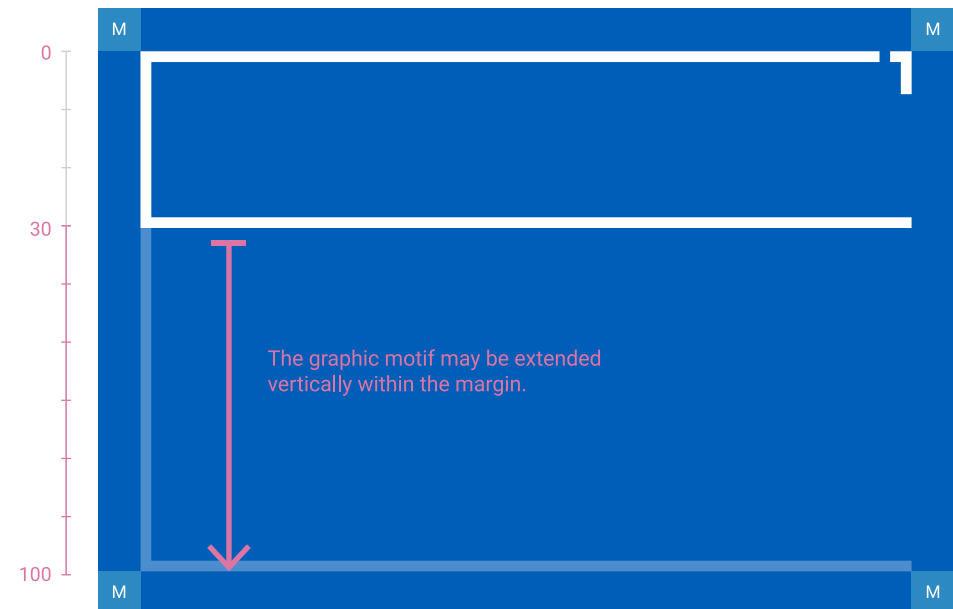 M
M
0
30
The graphic motif may be extended
vertically within the margin.
100
M
M